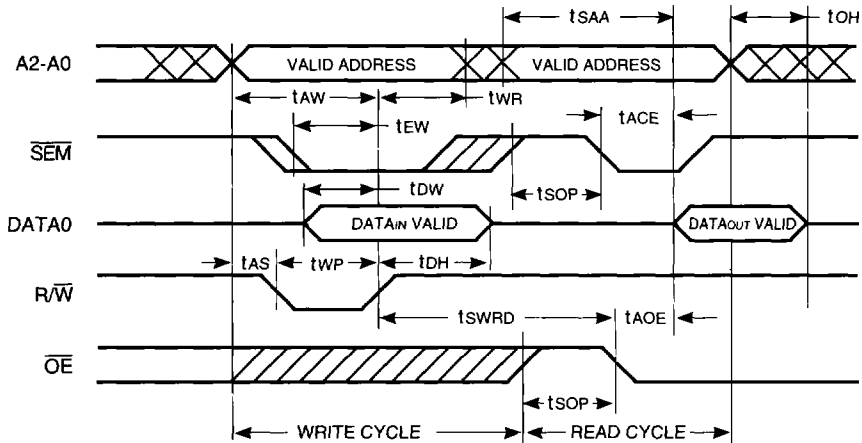 tSAA
tOH
A2-A0
VALID ADDRESS
VALID ADDRESS
tAW
tWR
tEW
tACE
SEM
tDW
tSOP
DATA0
DATAIN VALID
DATAOUT VALID
tAS
tWP
tDH
R/W
tSWRD
tAOE
OE
tSOP
WRITE CYCLE
READ CYCLE